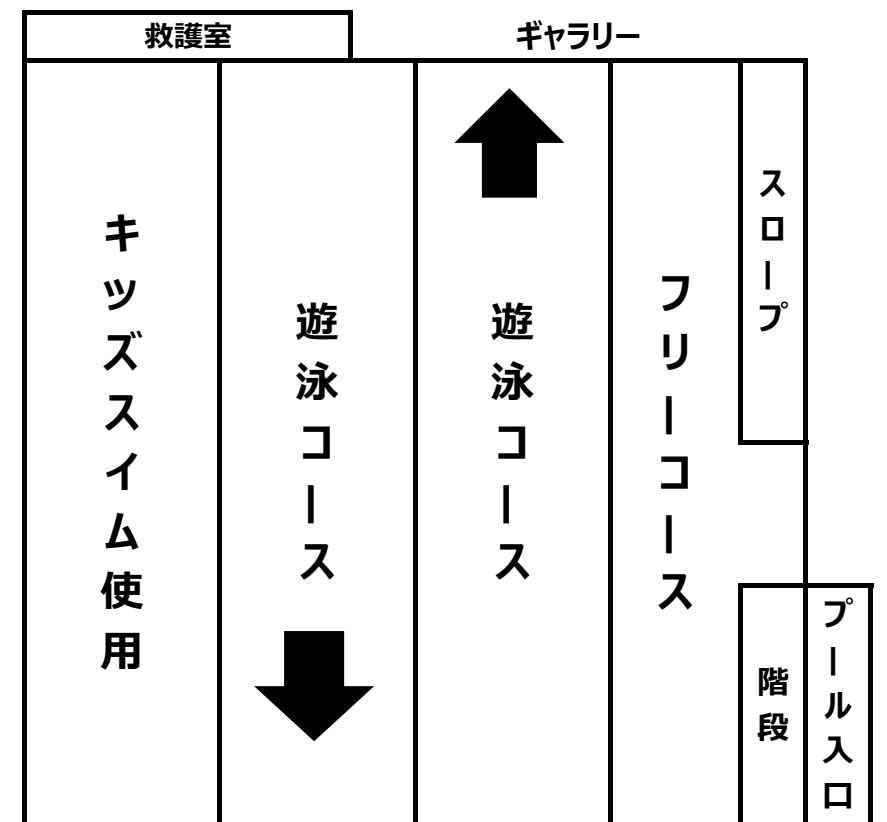 救護室
ギャラリー
キッズスイム使用
遊泳コース
遊泳コース
フリーコース
スロープ
階段
プール入口